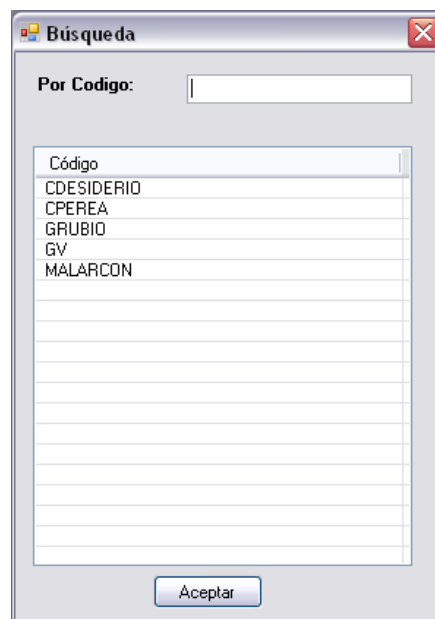 Búsqueda
Por Codigo:
Código
CDESIDERIO
CPEREA
GRUBIO
GV
MALARCON
Aceptar